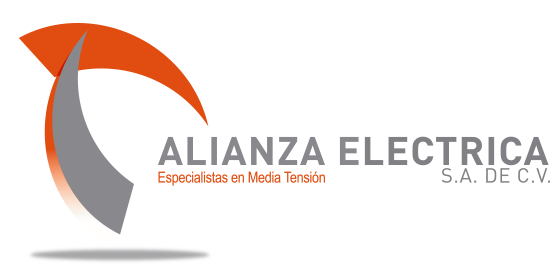 ALIANZA ELECTRICA
Especialistas en Media Tensión
S.A. DE C.V.